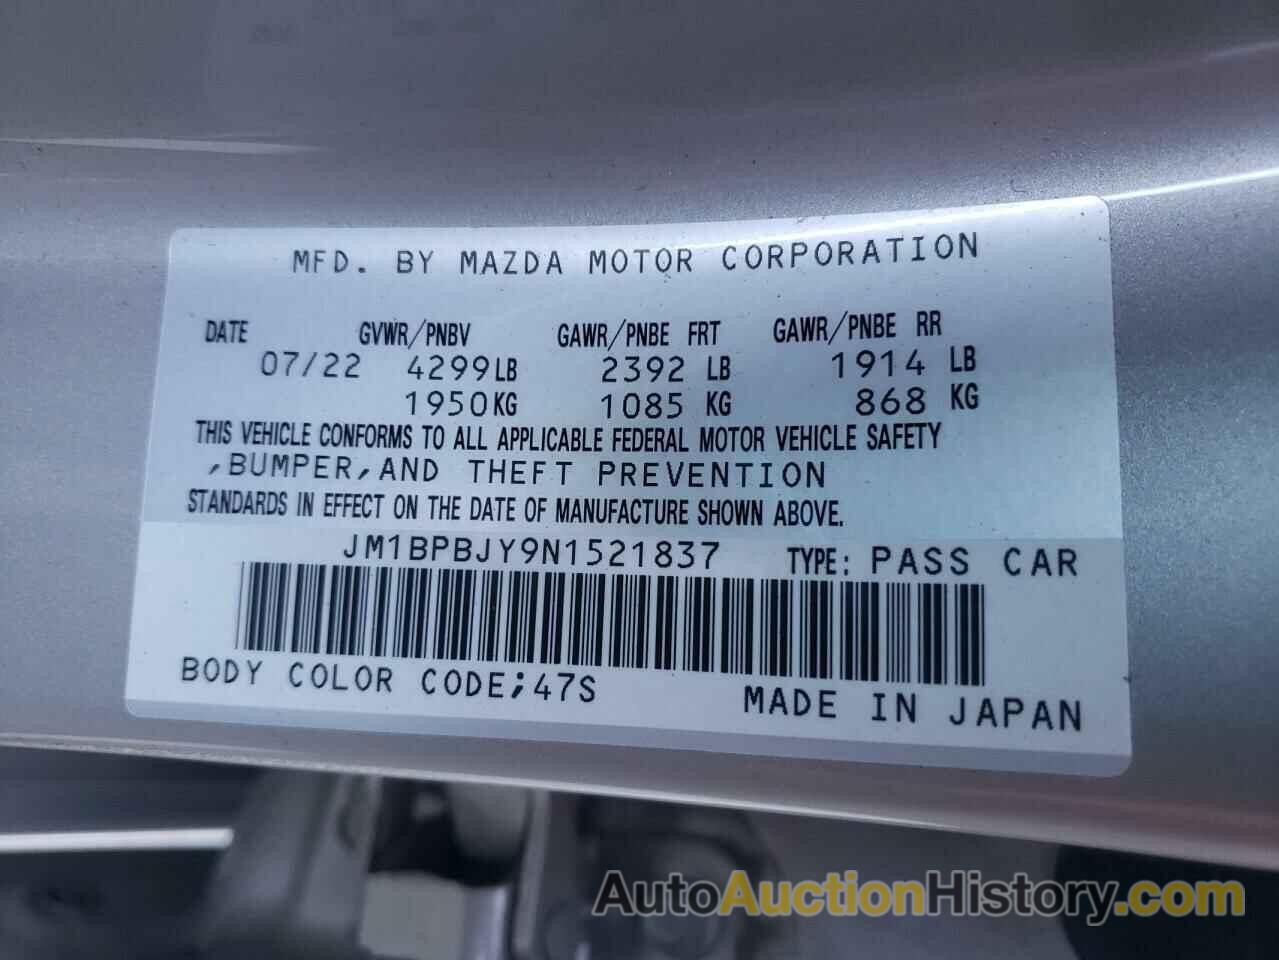 MFD. BY MAZDA MOTOR CORPORATION
DATE GVWR/PNBV GAWR/PNBE FRT GAWR/PNBE RR
07/22 4299LB 2392 LB 1914 LB
1950KG 1085 KG 868 KG
THIS VEHICLE CONFORMS TO ALL APPLICABLE FEDERAL MOTOR VEHICLE SAFETY
,BUMPER,AND THEFT PREVENTION
STANDARDS IN EFFECT ON THE DATE OF MANUFACTURE SHOWN ABOVE.
JM1BPBJY9N1521837 TYPE: PASS CAR
BODY COLOR CODE;47S MADE IN JAPAN
AutoAuctionHistory.com